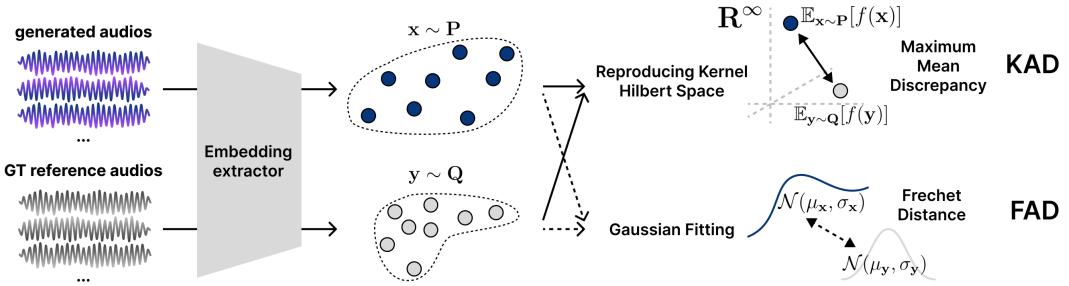 generated audios
...
GT reference audios
...
Embedding
extractor
x ∼ P
y ∼ Q
Reproducing Kernel
Hilbert Space
Gaussian Fitting
R^∞
𝔼_{x∼P}[f(x)]
𝔼_{y∼Q}[f(y)]
Maximum
Mean
Discrepancy
KAD
𝒩(μ_x, σ_x)
𝒩(μ_y, σ_y)
Frechet
Distance
FAD